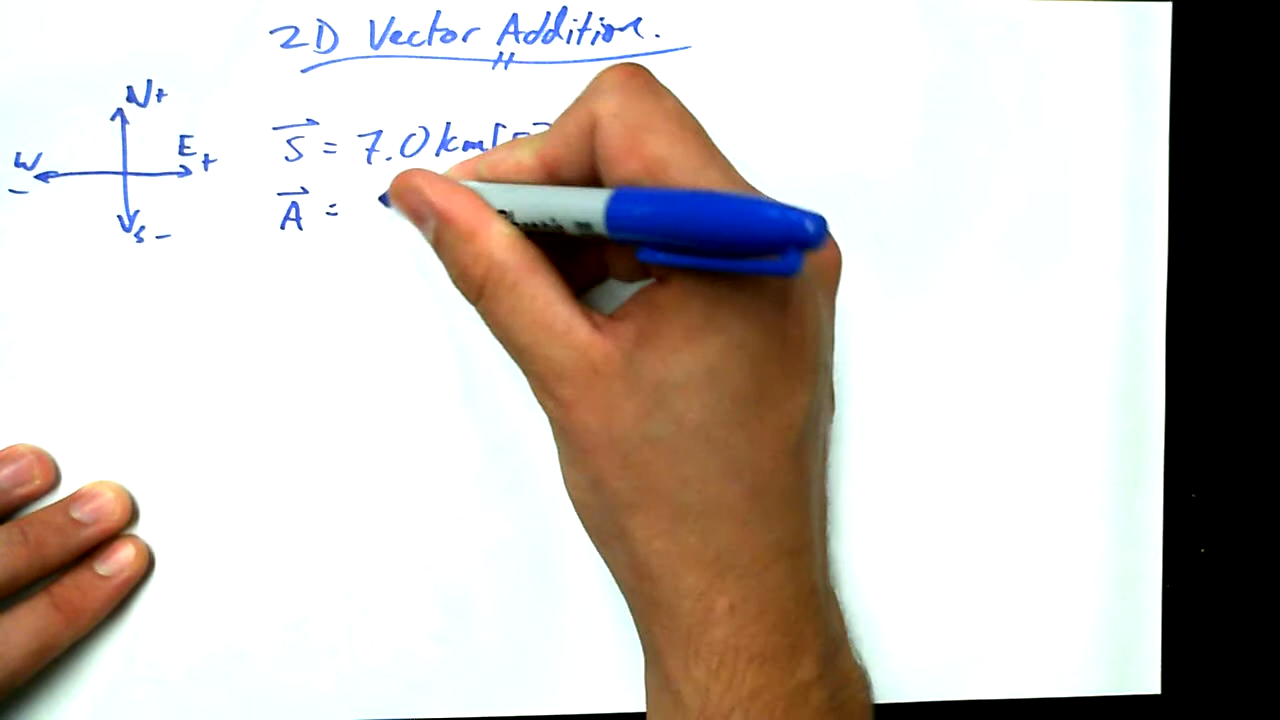 2D Vector Addition.
N+
W
E+
-
S-
S = 7.0 km
A =